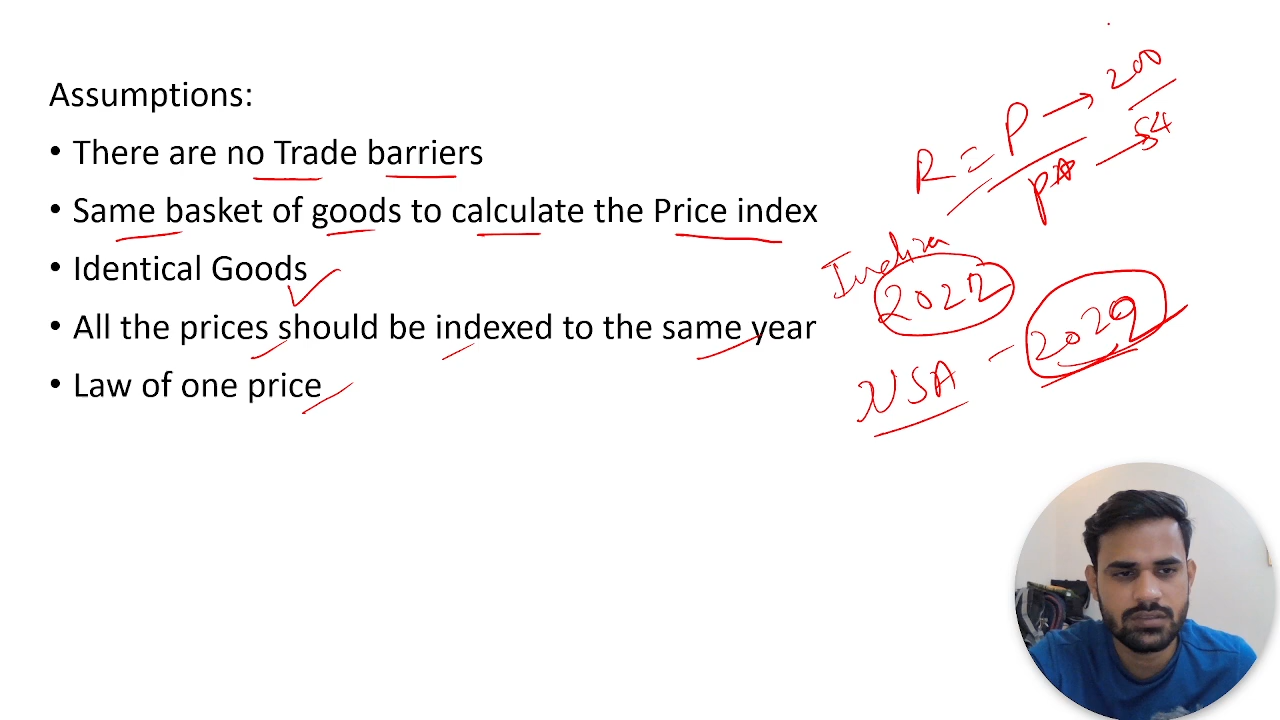 Assumptions:
• There are no Trade barriers
• Same basket of goods to calculate the Price index
• Identical Goods
• All the prices should be indexed to the same year
• Law of one price
R = P → 200
P* → $4
India
2022
USA - 2029